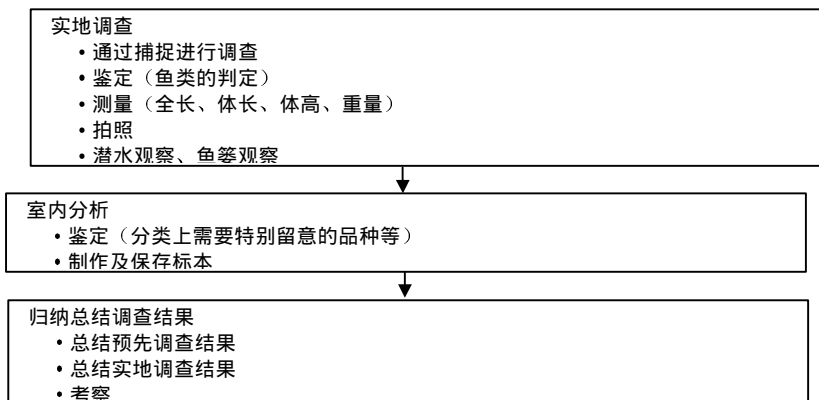 实地调查
• 通过捕捉进行调查
• 鉴定（鱼类的判定）
• 测量（全长、体长、体高、重量）
• 拍照
• 潜水观察、鱼篓观察
室内分析
• 鉴定（分类上需要特别留意的品种等）
• 制作及保存标本
归纳总结调查结果
• 总结预先调查结果
• 总结实地调查结果
• 考察